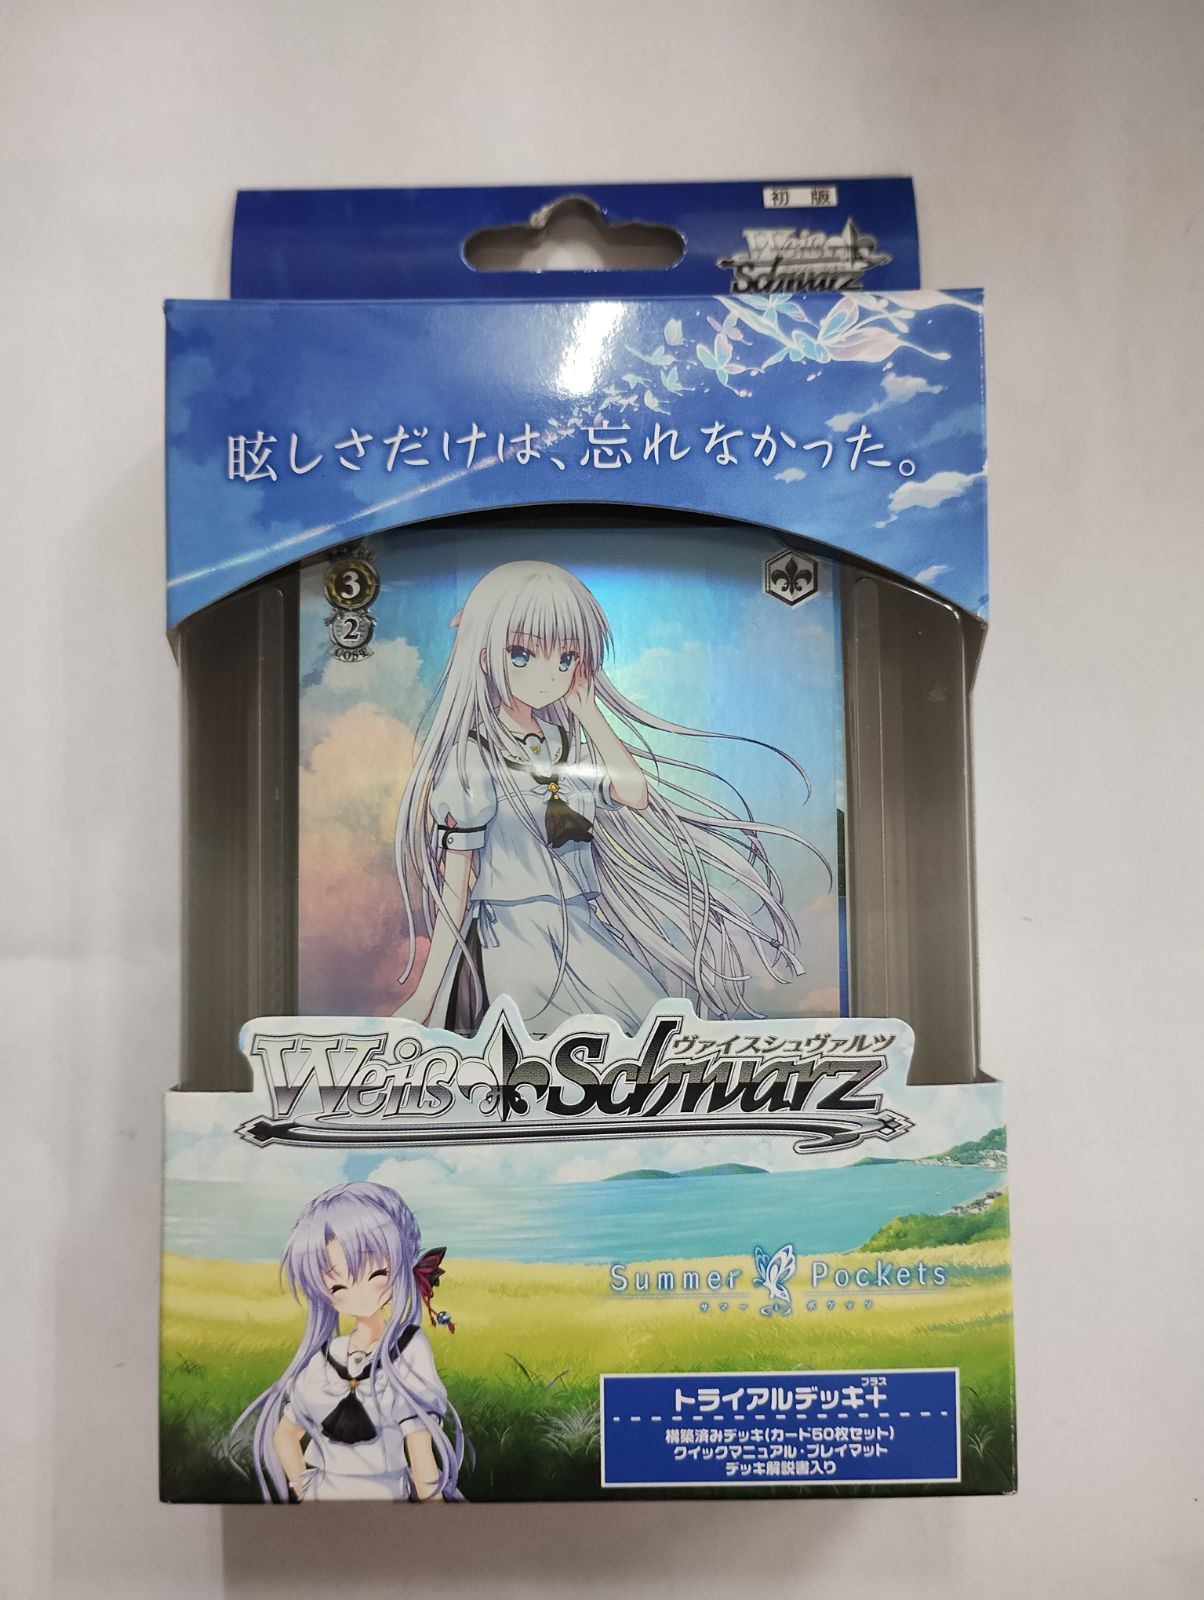 初版
Weiß Schwarz
眩しさだけは、忘れなかった。
3
2
COST
ヴァイスシュヴァルツ
Weiß Schwarz
Summer Pockets
サマーポケッツ
プラス
トライアルデッキ+
構築済みデッキ(カード50枚セット)
クイックマニュアル・プレイマット
デッキ解説書入り